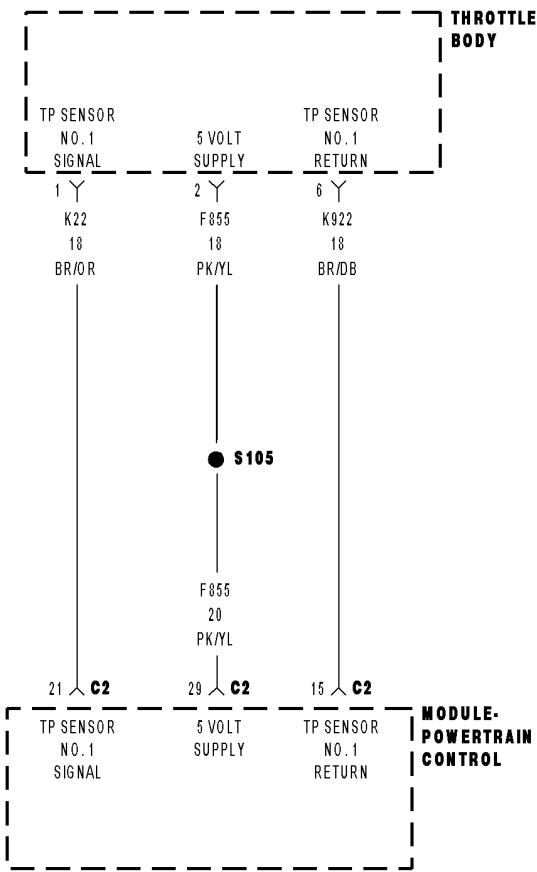 THROTTLE
BODY
TP SENSOR
NO. 1
SIGNAL
5 VOLT
SUPPLY
TP SENSOR
NO. 1
RETURN
1
2
6
K22
18
BR/OR
F855
18
PK/YL
K922
18
BR/DB
S105
F855
20
PK/YL
21 C2
29 C2
15 C2
MODULE-
POWERTRAIN
CONTROL
TP SENSOR
NO. 1
SIGNAL
5 VOLT
SUPPLY
TP SENSOR
NO. 1
RETURN